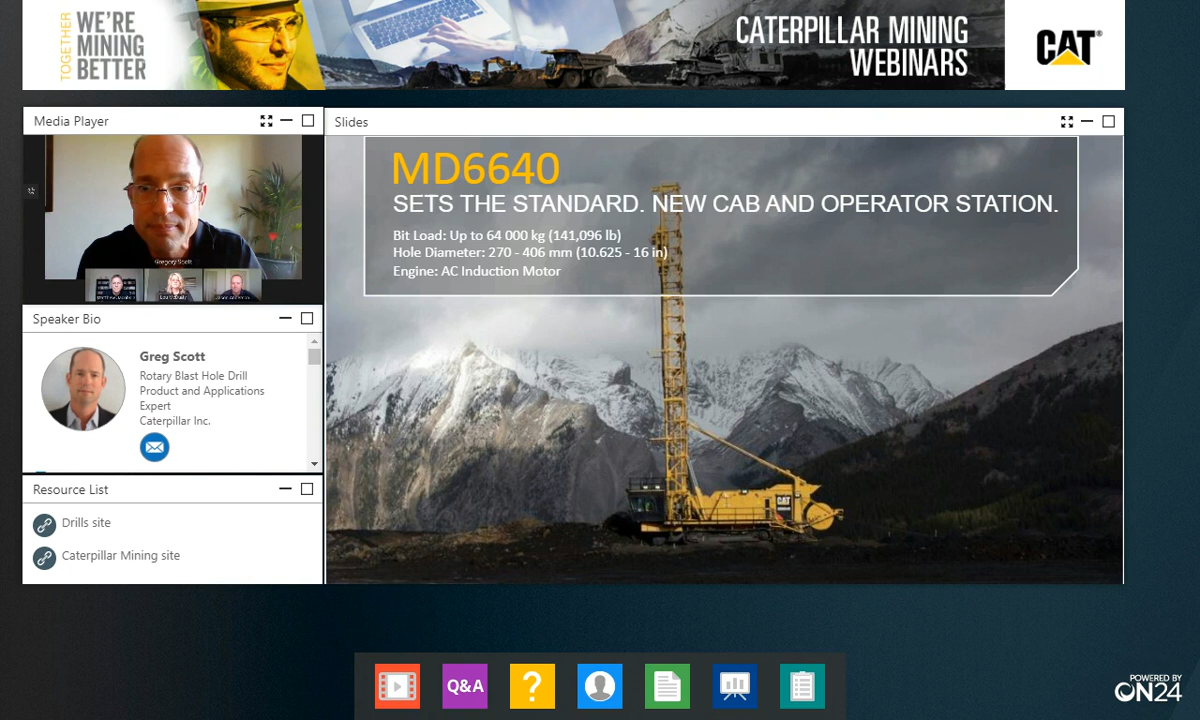 TOGETHER
WE'RE
MINING
BETTER
CATERPILLAR MINING
WEBINARS
CAT®
Media Player
Gregory Scott
Speaker Bio
Greg Scott
Rotary Blast Hole Drill
Product and Applications
Expert
Caterpillar Inc.
Resource List
Drills site
Caterpillar Mining site
Slides
MD6640
SETS THE STANDARD. NEW CAB AND OPERATOR STATION.
Bit Load: Up to 64 000 kg (141,096 lb)
Hole Diameter: 270 - 406 mm (10.625 - 16 in)
Engine: AC Induction Motor
CAT
Q&A
?
POWERED BY
ON24